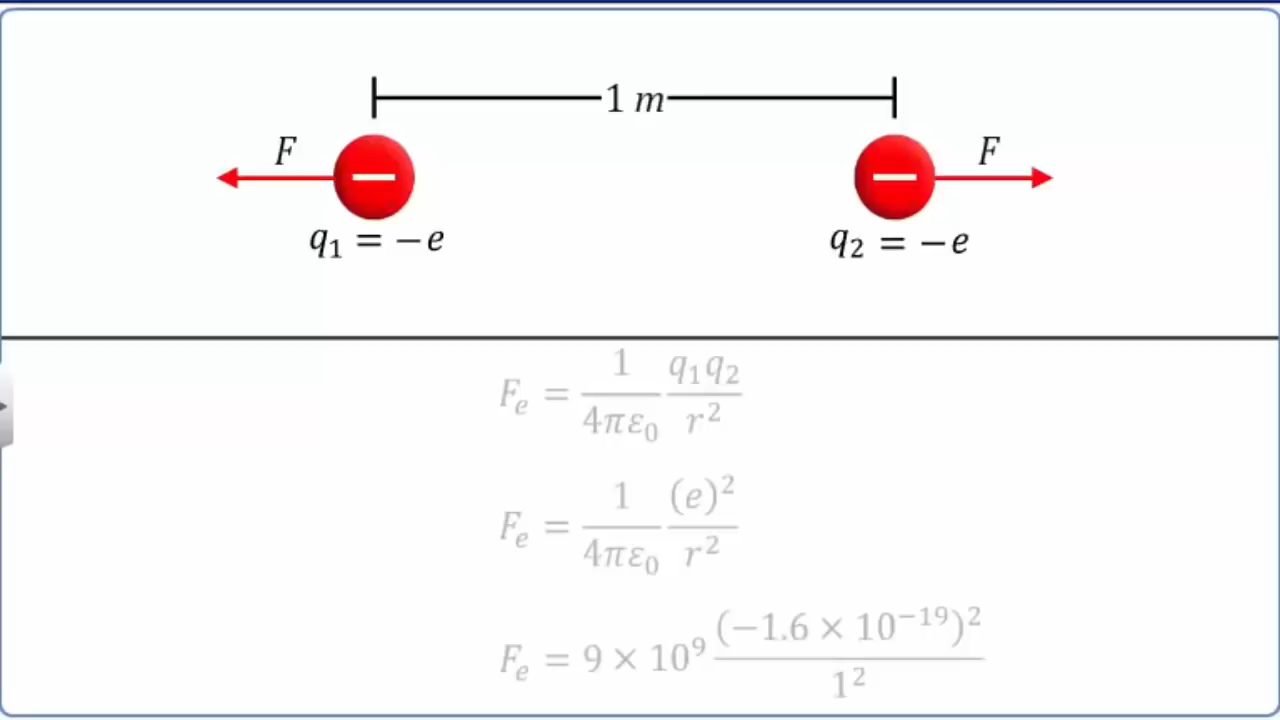 1 m
F F
− −
q₁ = −e q₂ = −e
Fₑ = 1/(4πε₀) q₁q₂/r²
Fₑ = 1/(4πε₀) (e)²/r²
Fₑ = 9 × 10⁹ (−1.6 × 10⁻¹⁹)²/1²